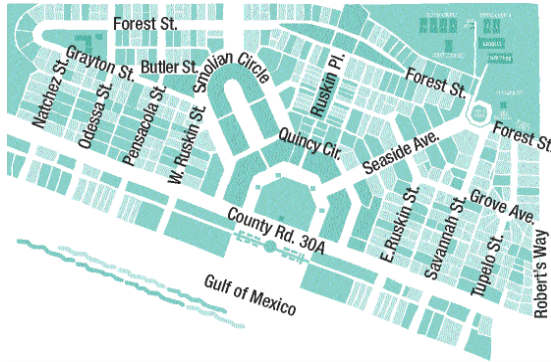 Forest St.
Grayton St.
Butler St.
Smolian Circle
Ruskin Pl.
Forest St.
Natchez St.
Odessa St.
Pensacola St.
W. Ruskin St.
Quincy Cir.
Seaside Ave.
Forest St.
County Rd. 30A
E.Ruskin St.
Savannah St.
Tupelo St.
Grove Ave.
Robert's Way
Gulf of Mexico